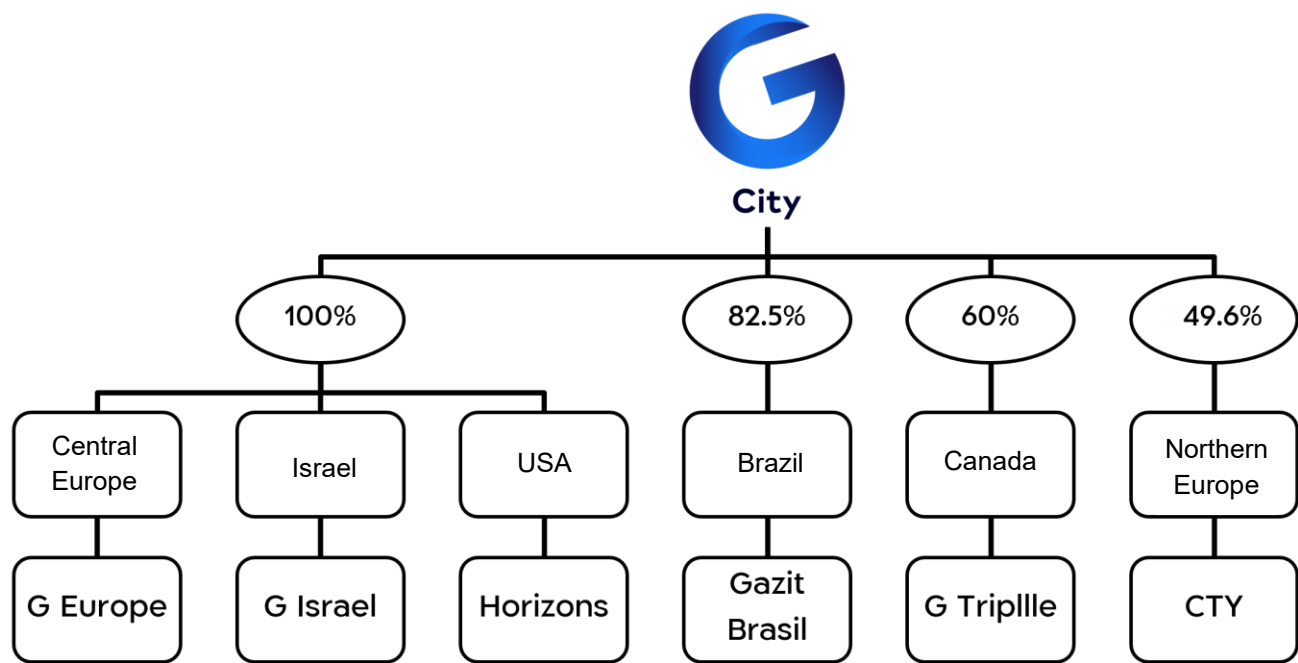 City
100%
82.5%
60%
49.6%
Central
Europe
Israel
USA
Brazil
Canada
Northern
Europe
G Europe
G Israel
Horizons
Gazit
Brasil
G Tripllle
CTY